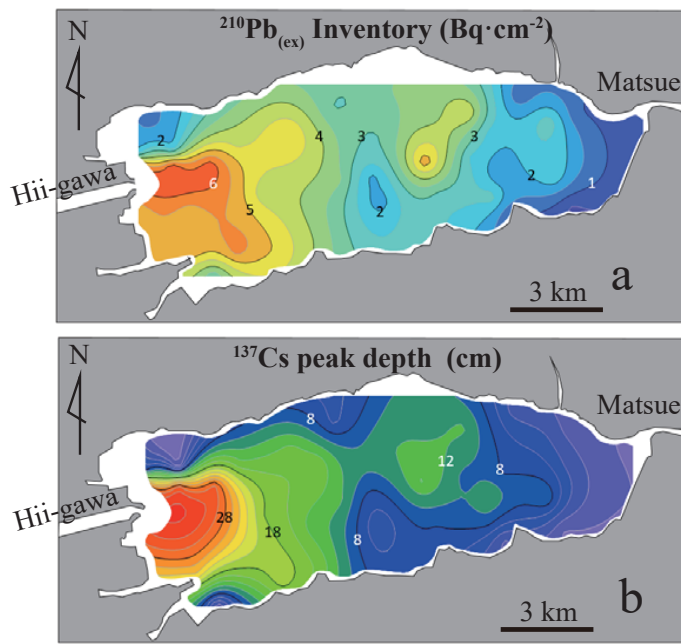 ²¹⁰Pb₍ₑₓ₎ Inventory (Bq·cm⁻²)
N
Matsue
Hii-gawa
2
6
5
4
3
2
3
2
1
3 km
a
¹³⁷Cs peak depth (cm)
N
Matsue
Hii-gawa
8
28
18
8
12
8
3 km
b